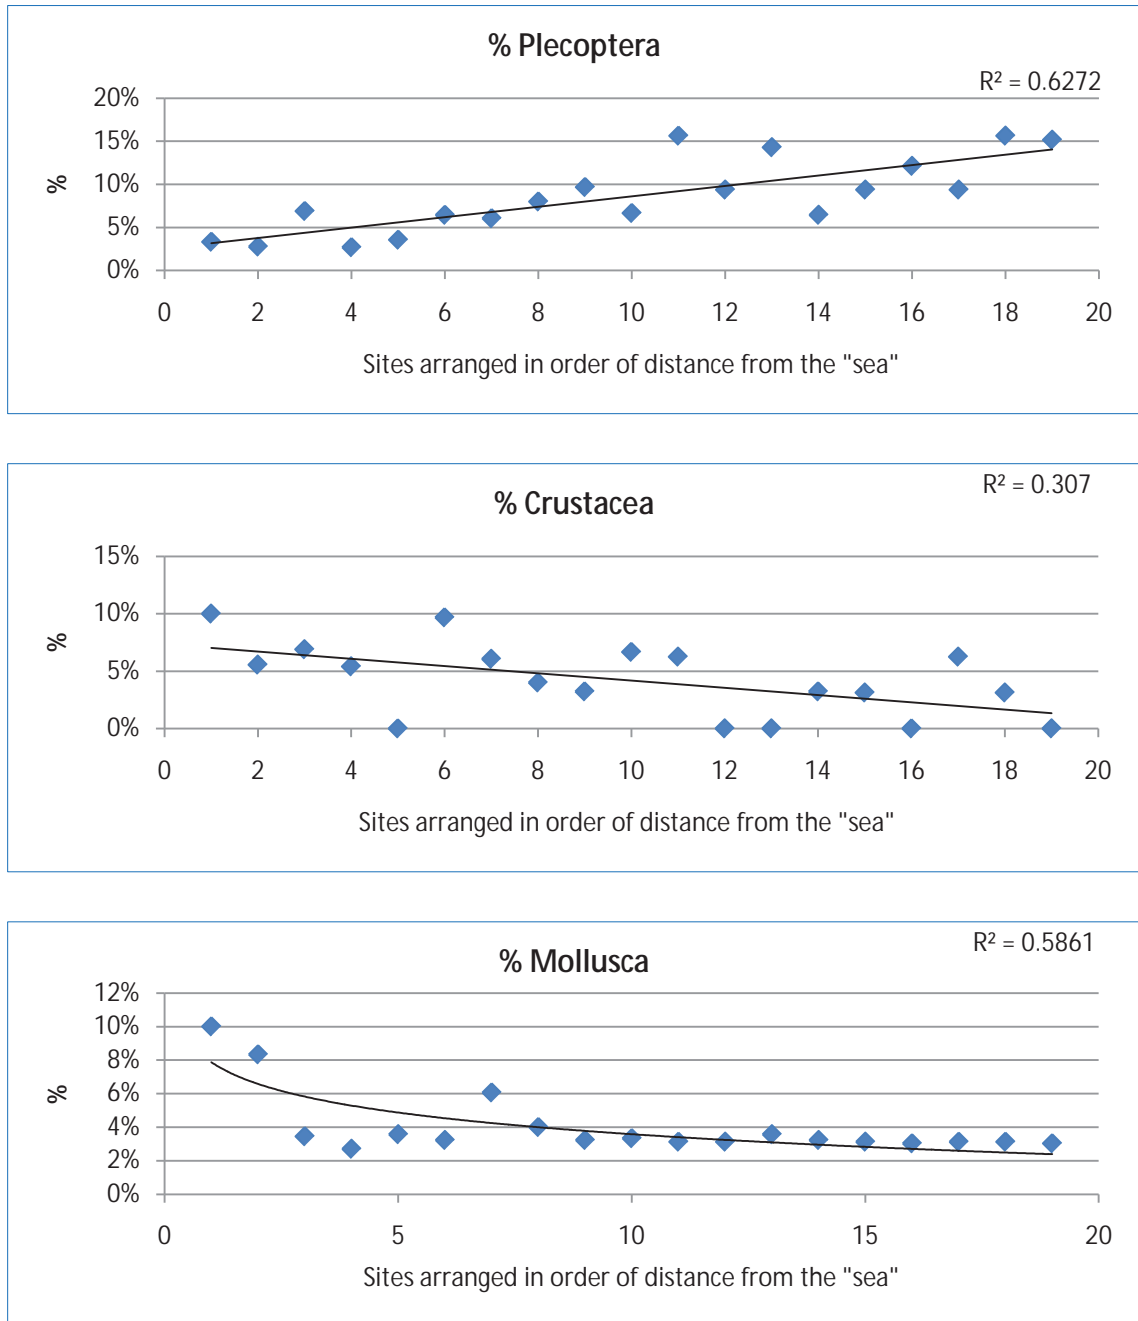 % Plecoptera
R² = 0.6272
20%
15%
10%
5%
0%
%
0 2 4 6 8 10 12 14 16 18 20
Sites arranged in order of distance from the "sea"
% Crustacea
R² = 0.307
15%
10%
5%
0%
%
0 2 4 6 8 10 12 14 16 18 20
Sites arranged in order of distance from the "sea"
% Mollusca
R² = 0.5861
12%
10%
8%
6%
4%
2%
0%
%
0 5 10 15 20
Sites arranged in order of distance from the "sea"